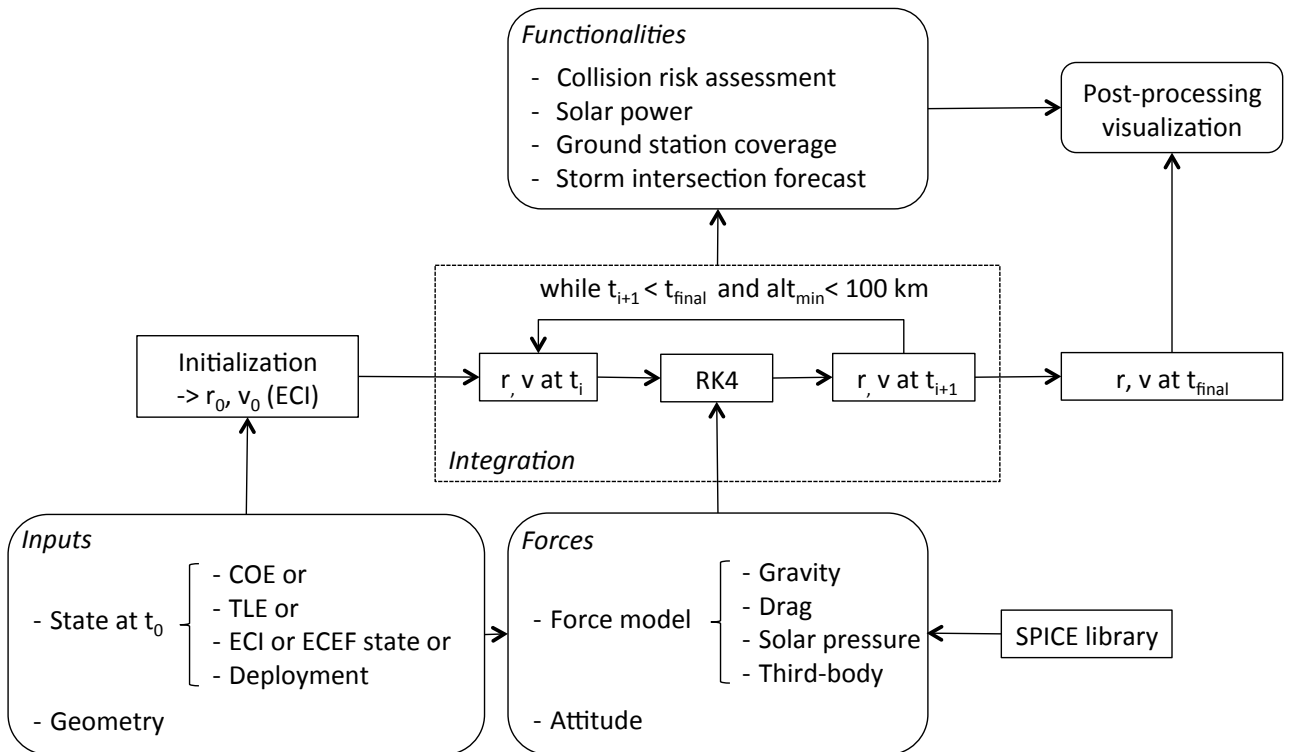 Functionalities
- Collision risk assessment
- Solar power
- Ground station coverage
- Storm intersection forecast
Post-processing
visualization
while t_{i+1} < t_{final} and alt_{min} < 100 km
Initialization
-> r_0, v_0 (ECI)
r, v at t_i
RK4
r, v at t_{i+1}
r, v at t_{final}
Integration
Inputs
- State at t_0
- COE or
- TLE or
- ECI or ECEF state or
- Deployment
- Geometry
Forces
- Force model
- Gravity
- Drag
- Solar pressure
- Third-body
- Attitude
SPICE library